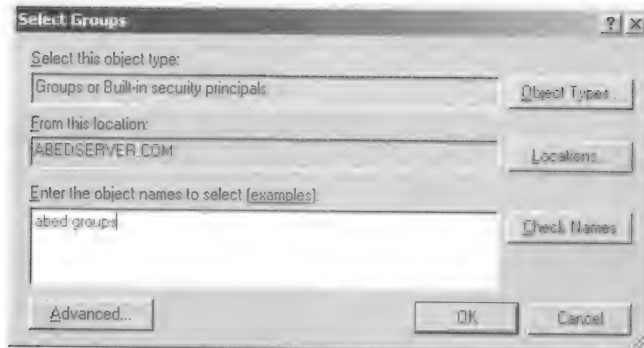 Select Groups
Select this object type:
Groups or Built-in security principals
Object Types...
From this location:
ABEDSERVER.COM
Locations...
Enter the object names to select (examples):
abed groups
Check Names
Advanced...
OK
Cancel